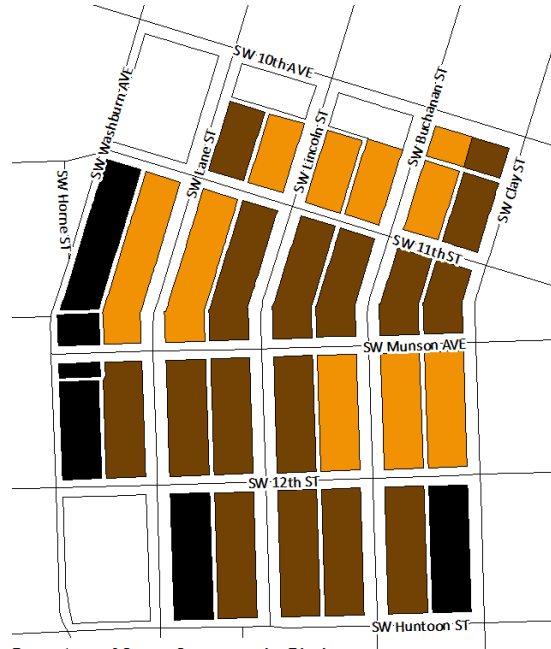 SW 10th AVE
SW Washburn AVE
SW Buchanan ST
SW Lincoln ST
SW Lane ST
SW Clay ST
SW Horne ST
SW 11th ST
SW Munson AVE
SW 12th ST
SW Huntoon ST